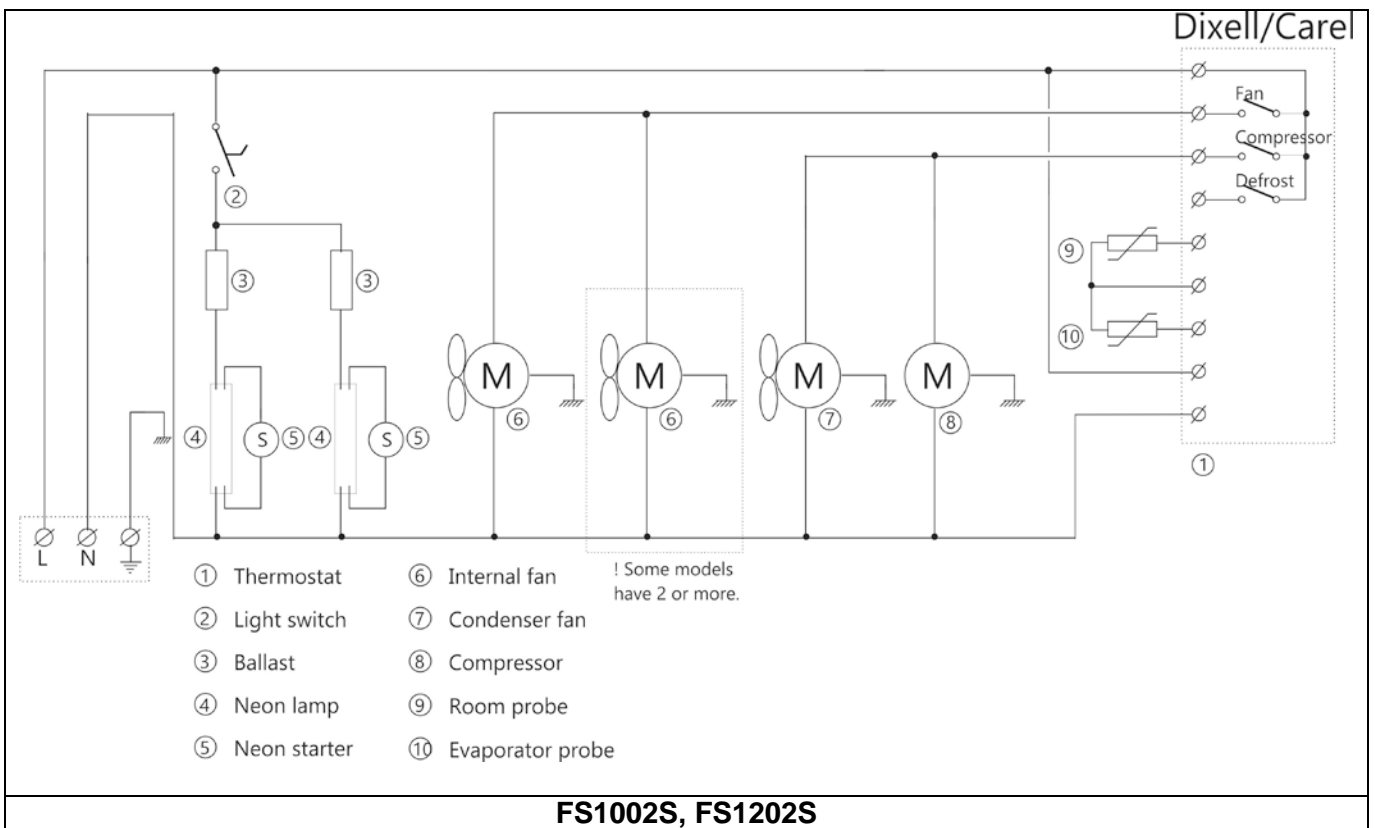 Dixell/Carel
Fan
Compressor
Defrost
②
③
③
⑨
⑩
④
S
⑤
④
S
⑤
M
⑥
M
⑥
M
⑦
M
⑧
①
L
N
! Some models
have 2 or more.
① Thermostat
② Light switch
③ Ballast
④ Neon lamp
⑤ Neon starter
⑥ Internal fan
⑦ Condenser fan
⑧ Compressor
⑨ Room probe
⑩ Evaporator probe
FS1002S, FS1202S